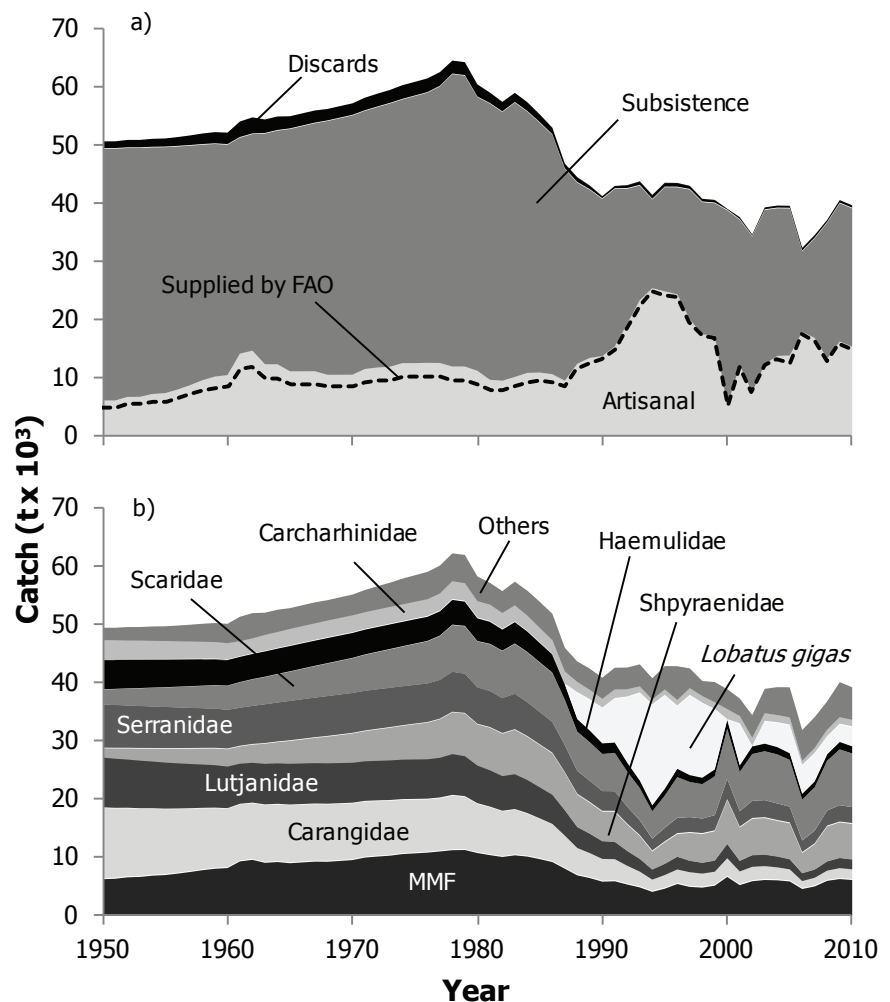 a)
70
60
50
40
30
20
10
0
Discards
Subsistence
Supplied by FAO
Artisanal
Catch (t x 10³)
b)
70
60
50
40
30
20
10
0
Carcharhinidae
Others
Haemulidae
Scaridae
Shpyraenidae
Lobatus gigas
Serranidae
Lutjanidae
Carangidae
MMF
1950 1960 1970 1980 1990 2000 2010
Year